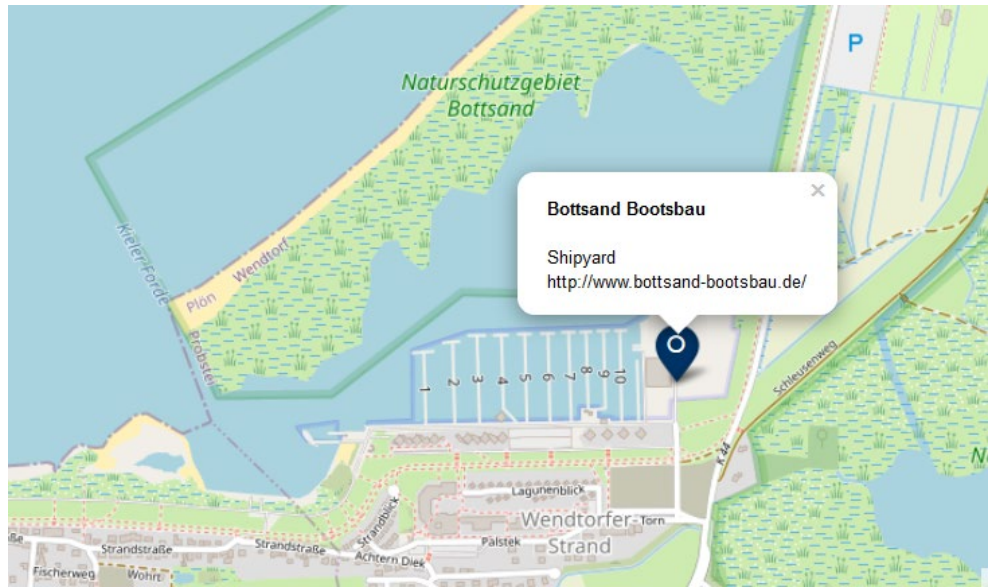 Naturschutzgebiet
Bottsand
P
×
Bottsand Bootsbau
Shipyard
http://www.bottsand-bootsbau.de/
Kieler Förde
Plön
Wendtorf
Probstei
1
2
3
4
5
6
7
8
9
10
Schleusenweg
K 44
N
Lagunenblick
Strandblick
Wendtorfer
Strand
Torn
Palstek
Achtern Diek
Strandstraße
Strandstraße
aße
Fischerweg
Wohrt